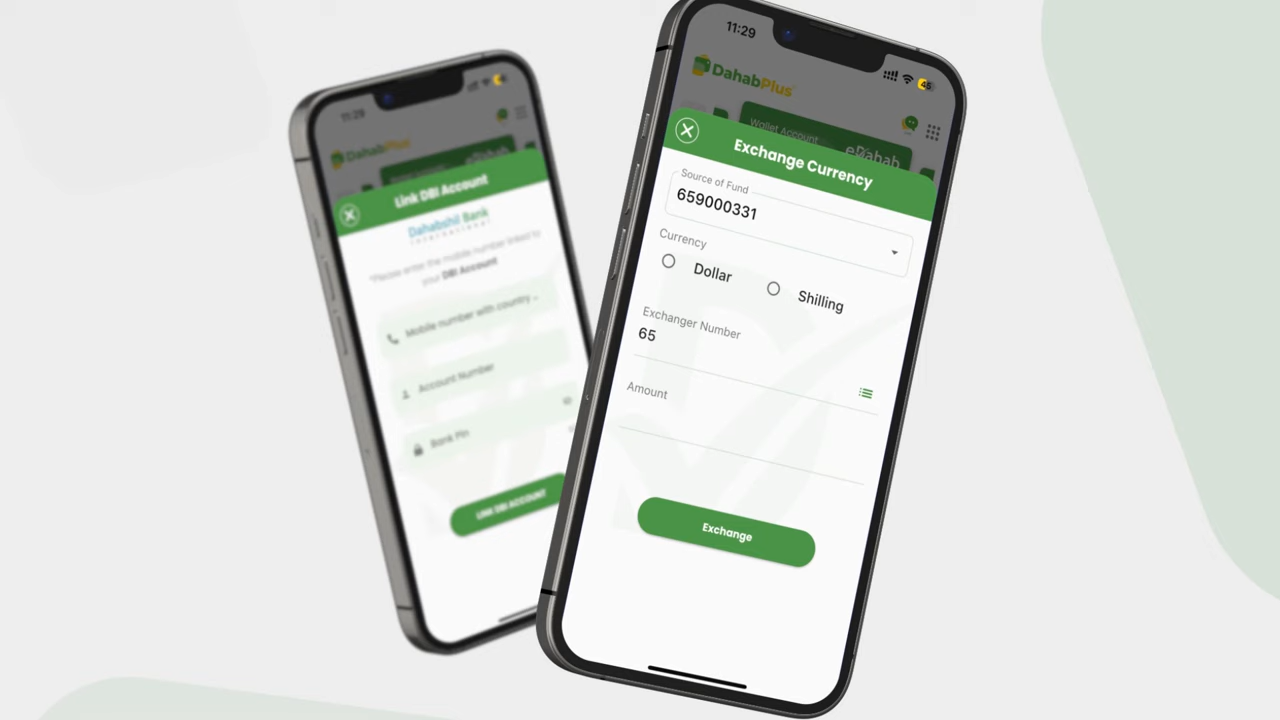 11:29
DahabPlus
Link DBI Account
Dahabshil Bank
International
*Please enter the mobile number linked by
your DBI Account
Mobile number with country ..
Account Number
Bank Pin
LINK DBI ACCOUNT
11:29
45
DahabPlus
Wallet Account
eDahab
Exchange Currency
Source of Fund
659000331
Currency
Dollar
Shilling
Exchanger Number
65
Amount
Exchange